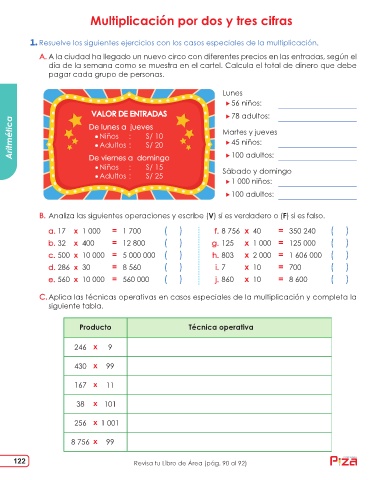 Multiplicación por dos y tres cifras
1. Resuelve los siguientes ejercicios con los casos especiales de la multiplicación.
A. A la ciudad ha llegado un nuevo circo con diferentes precios en las entradas, según el
día de la semana como se muestra en el cartel. Calcula el total de dinero que debe
pagar cada grupo de personas.
VALOR DE ENTRADAS
De lunes a jueves
• Niños : S/ 10
• Adultos : S/ 20
De viernes a domingo
• Niños : S/ 15
• Adultos : S/ 25
Lunes
▸ 56 niños:
▸ 78 adultos:
Martes y jueves
▸ 45 niños:
▸ 100 adultos:
Sábado y domingo
▸ 1 000 niños:
▸ 100 adultos:
Aritmética
B. Analiza las siguientes operaciones y escribe (V) si es verdadero o (F) si es falso.
a. 17 x 1 000 = 1 700 ( )
b. 32 x 400 = 12 800 ( )
c. 500 x 10 000 = 5 000 000 ( )
d. 286 x 30 = 8 560 ( )
e. 560 x 10 000 = 560 000 ( )
f. 8 756 x 40 = 350 240 ( )
g. 125 x 1 000 = 125 000 ( )
h. 803 x 2 000 = 1 606 000 ( )
i. 7 x 10 = 700 ( )
j. 860 x 10 = 8 600 ( )
C. Aplica las técnicas operativas en casos especiales de la multiplicación y completa la
siguiente tabla.
Producto Técnica operativa
246 x 9
430 x 99
167 x 11
38 x 101
256 x 1 001
8 756 x 99
122
Revisa tu Libro de Área (pág. 90 al 92)